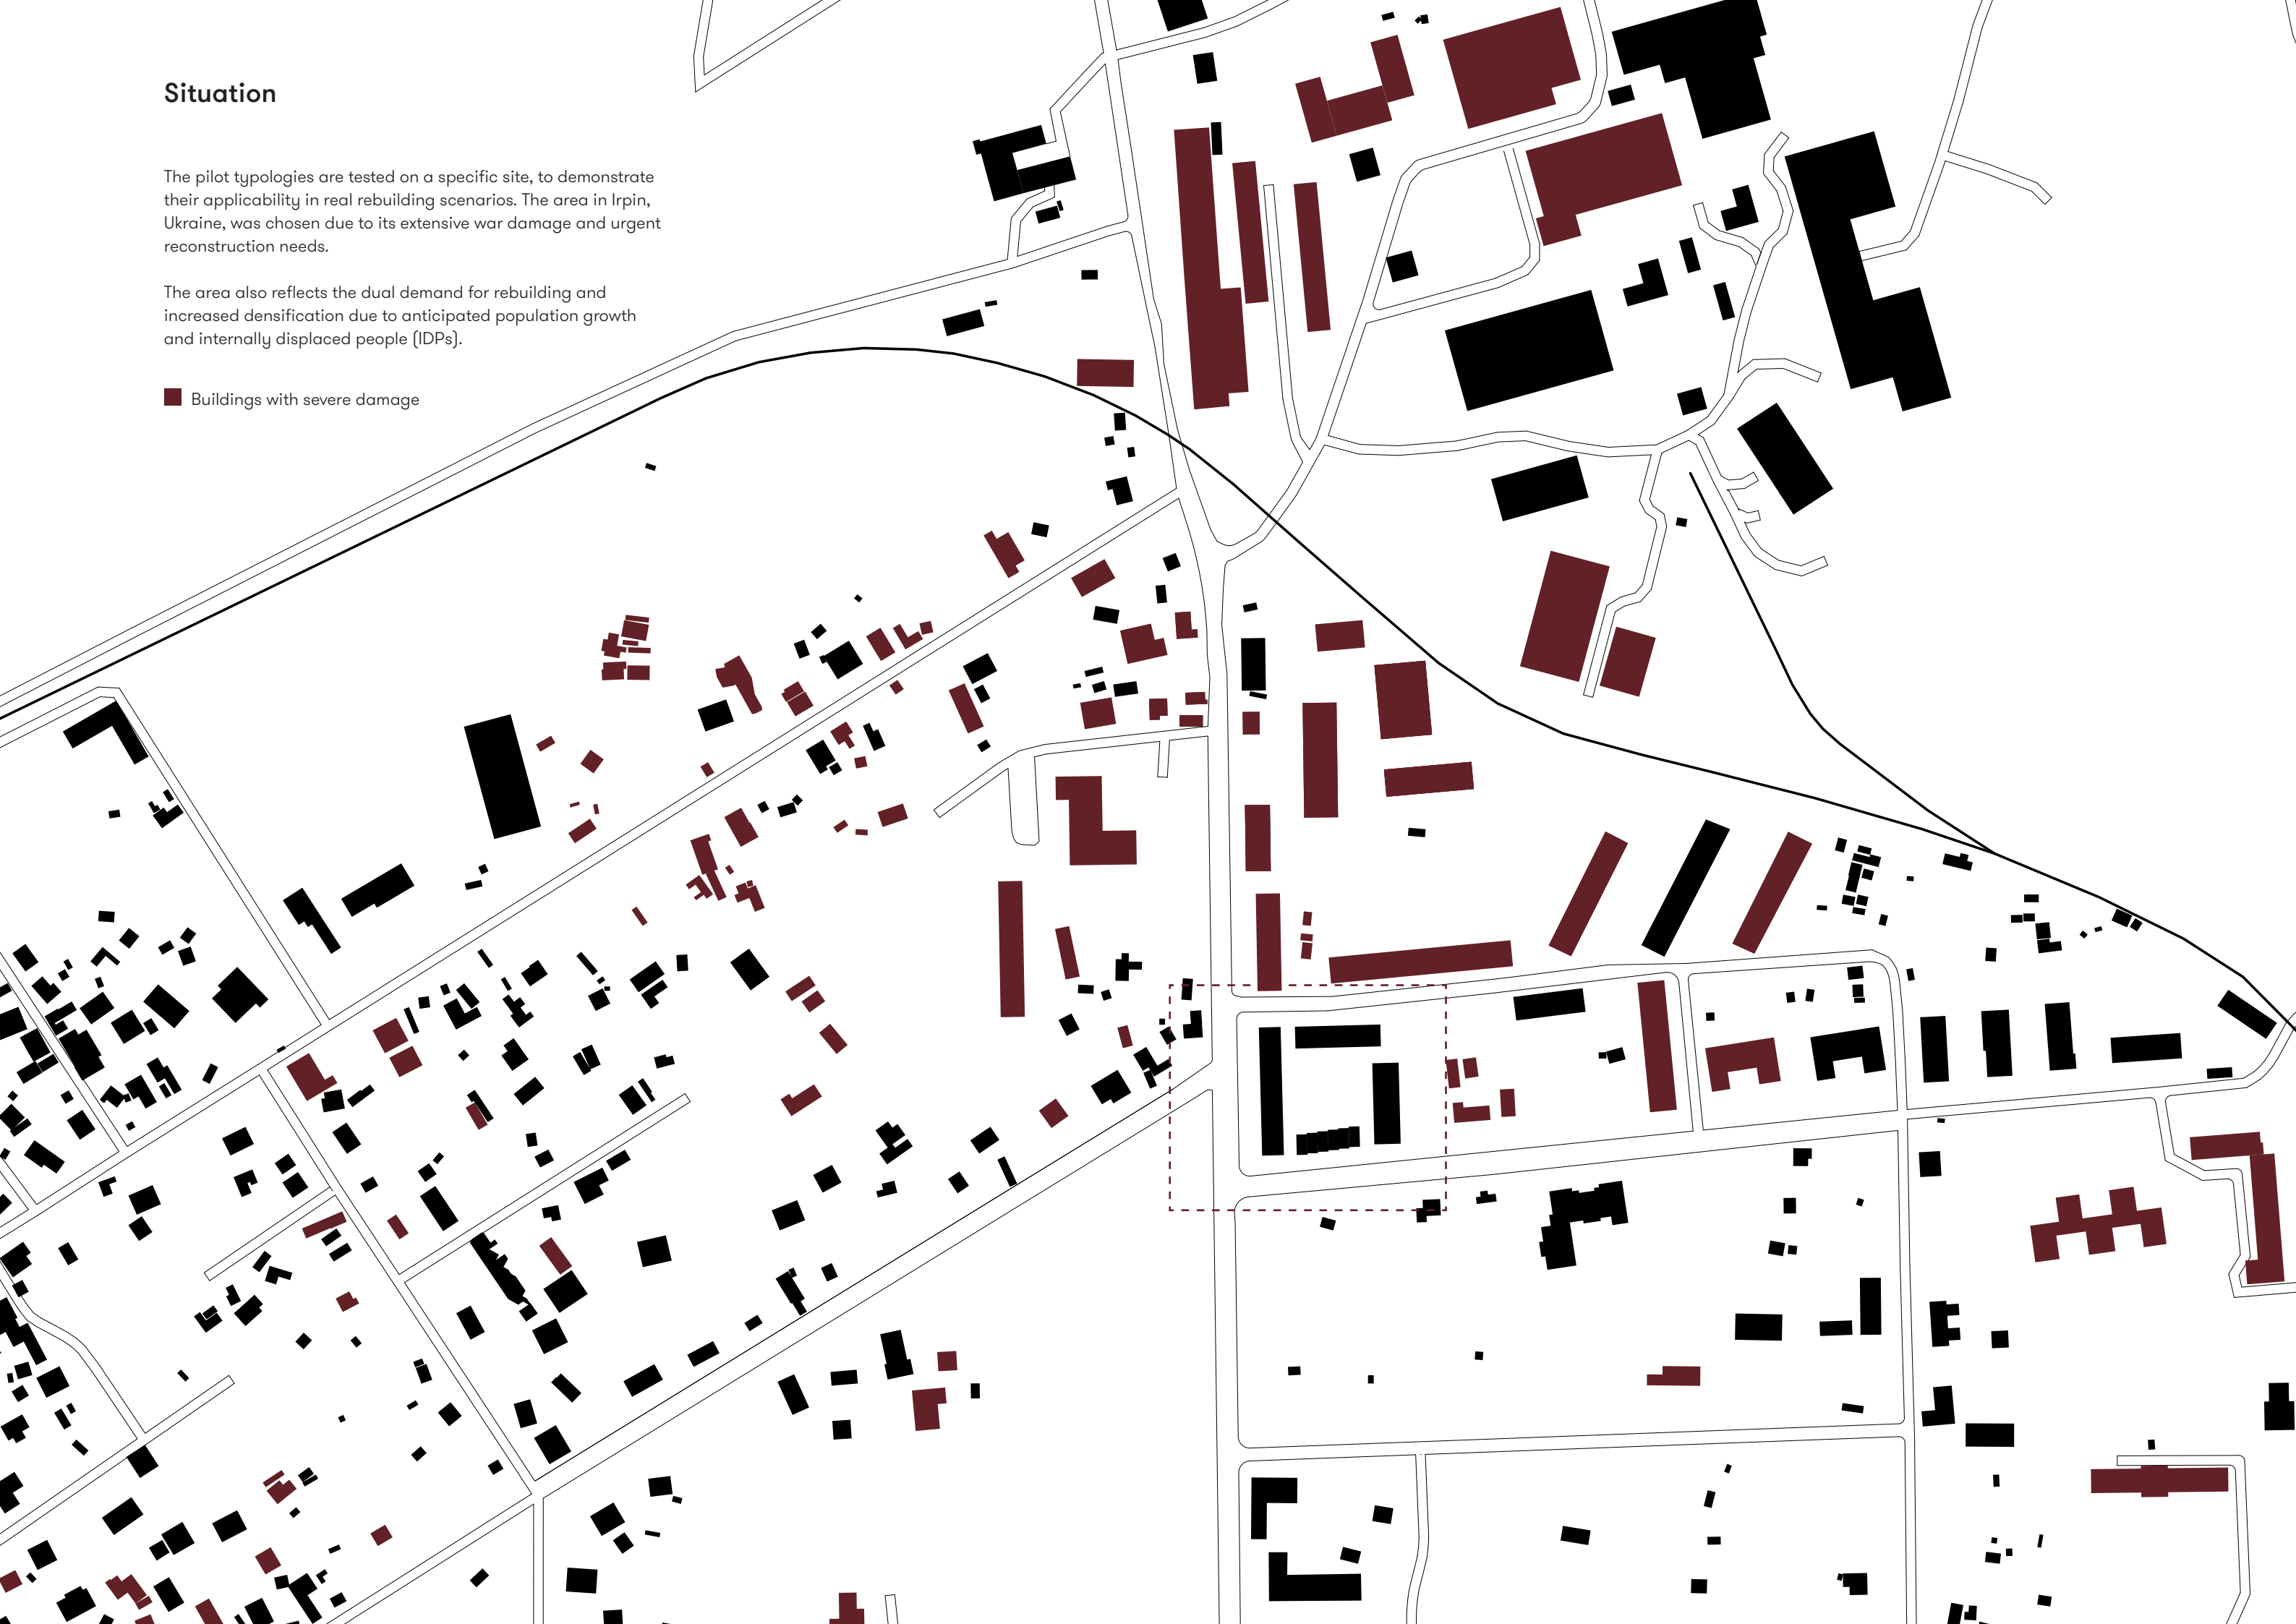 Situation
The pilot typologies are tested on a specific site, to demonstrate
their applicability in real rebuilding scenarios. The area in Irpin,
Ukraine, was chosen due to its extensive war damage and urgent
reconstruction needs.
The area also reflects the dual demand for rebuilding and
increased densification due to anticipated population growth
and internally displaced people (IDPs).
Buildings with severe damage